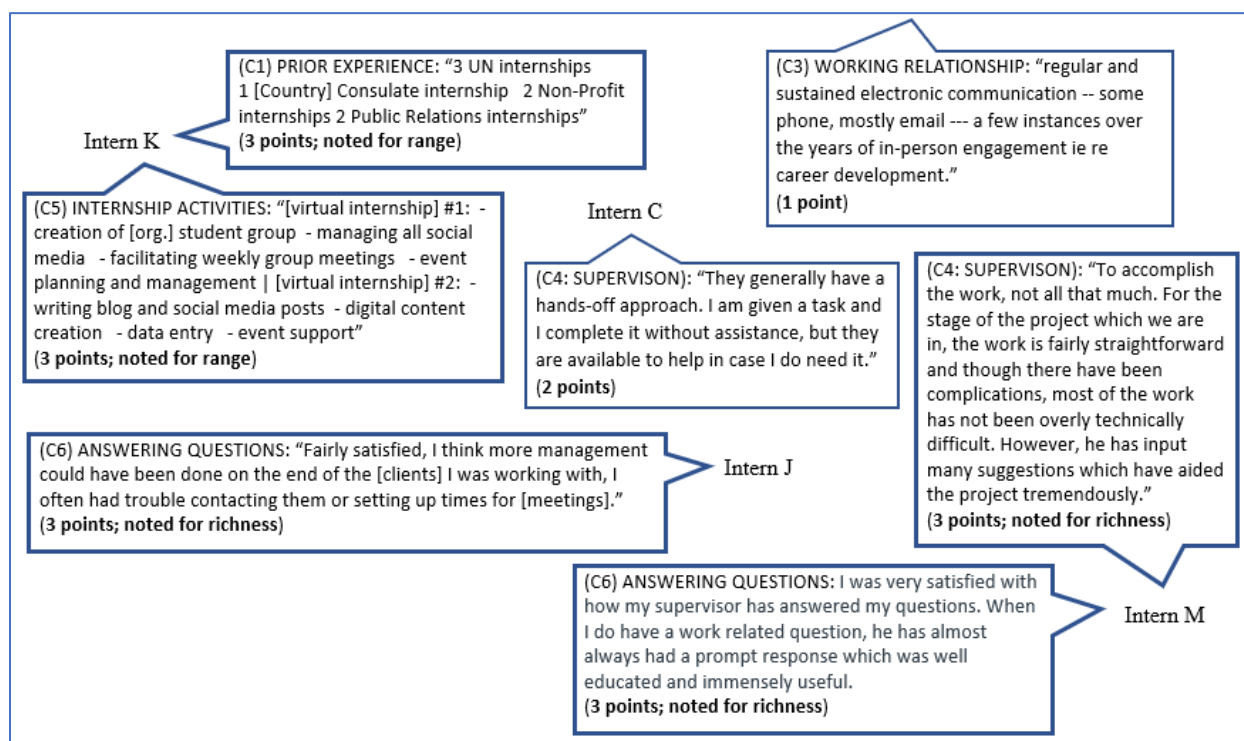 (C1) PRIOR EXPERIENCE: “3 UN internships
1 [Country] Consulate internship   2 Non-Profit
internships 2 Public Relations internships”
(3 points; noted for range)
Intern K
(C3) WORKING RELATIONSHIP: “regular and
sustained electronic communication -- some
phone, mostly email --- a few instances over
the years of in-person engagement ie re
career development.”
(1 point)
(C5) INTERNSHIP ACTIVITIES: “[virtual internship] #1:  -
creation of [org.] student group   - managing all social
media   - facilitating weekly group meetings   - event
planning and management | [virtual internship] #2:  -
writing blog and social media posts  - digital content
creation   - data entry   - event support”
(3 points; noted for range)
Intern C
(C4: SUPERVISON): “They generally have a
hands-off approach. I am given a task and
I complete it without assistance, but they
are available to help in case I do need it.”
(2 points)
(C4: SUPERVISON): “To accomplish
the work, not all that much. For the
stage of the project which we are
in, the work is fairly straightforward
and though there have been
complications, most of the work
has not been overly technically
difficult. However, he has input
many suggestions which have aided
the project tremendously.”
(3 points; noted for richness)
(C6) ANSWERING QUESTIONS: “Fairly satisfied, I think more management
could have been done on the end of the [clients] I was working with, I
often had trouble contacting them or setting up times for [meetings].”
(3 points; noted for richness)
Intern J
(C6) ANSWERING QUESTIONS: I was very satisfied with
how my supervisor has answered my questions. When
I do have a work related question, he has almost
always had a prompt response which was well
educated and immensely useful.
(3 points; noted for richness)
Intern M